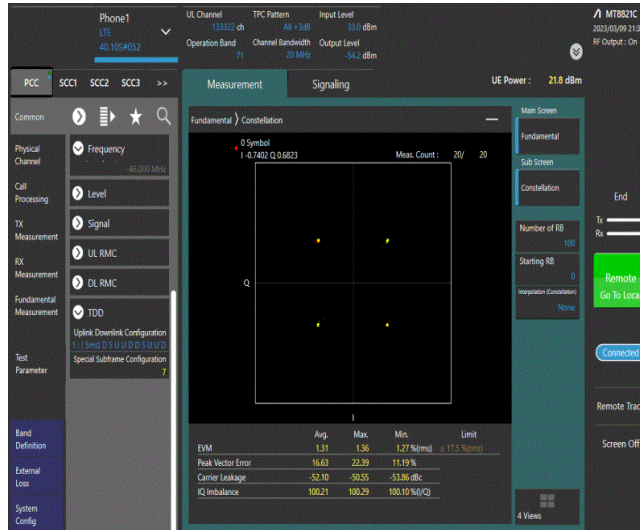 Phone1
LTE
40.10S#052
UL Channel
133322 ch
TPC Pattern
All +3dB
Input Level
33.0 dBm
Operation Band
71
Channel Bandwidth
20 MHz
Output Level
-54.2 dBm
MT8821C
2023/03/09 21:3
RF Output : On
PCC SCC1 SCC2 SCC3 >>
Measurement
Signaling
UE Power : 21.8 dBm
Common
Physical
Channel
Call
Processing
TX
Measurement
RX
Measurement
Fundamental
Measurement
Test
Parameter
Band
Definition
External
Loss
System
Config
Frequency
-46.000 MHz
Level
Signal
UL RMC
DL RMC
TDD
Uplink Downlink Configuration
1 : ( 5ms) D S U U D D S U U D
Special Subframe Configuration
7
Fundamental > Constellation
0 Symbol
I -0.7402 Q 0.6823
Meas. Count : 20/ 20
Q
I
Avg. Max. Min. Limit
EVM 1.31 1.36 1.27 %(rms) ≤ 17.5 %(rms)
Peak Vector Error 16.63 22.39 11.19 %
Carrier Leakage -52.10 -50.55 -53.86 dBc
IQ Imbalance 100.21 100.29 100.10 %(I/Q)
Main Screen
Fundamental
Sub Screen
Constellation
Number of RB
100
Starting RB
0
Interpolation (Constellation)
None
4 Views
End
Tx
Rx
Remote
Go To Loca
Connected
Remote Trac
Screen Off